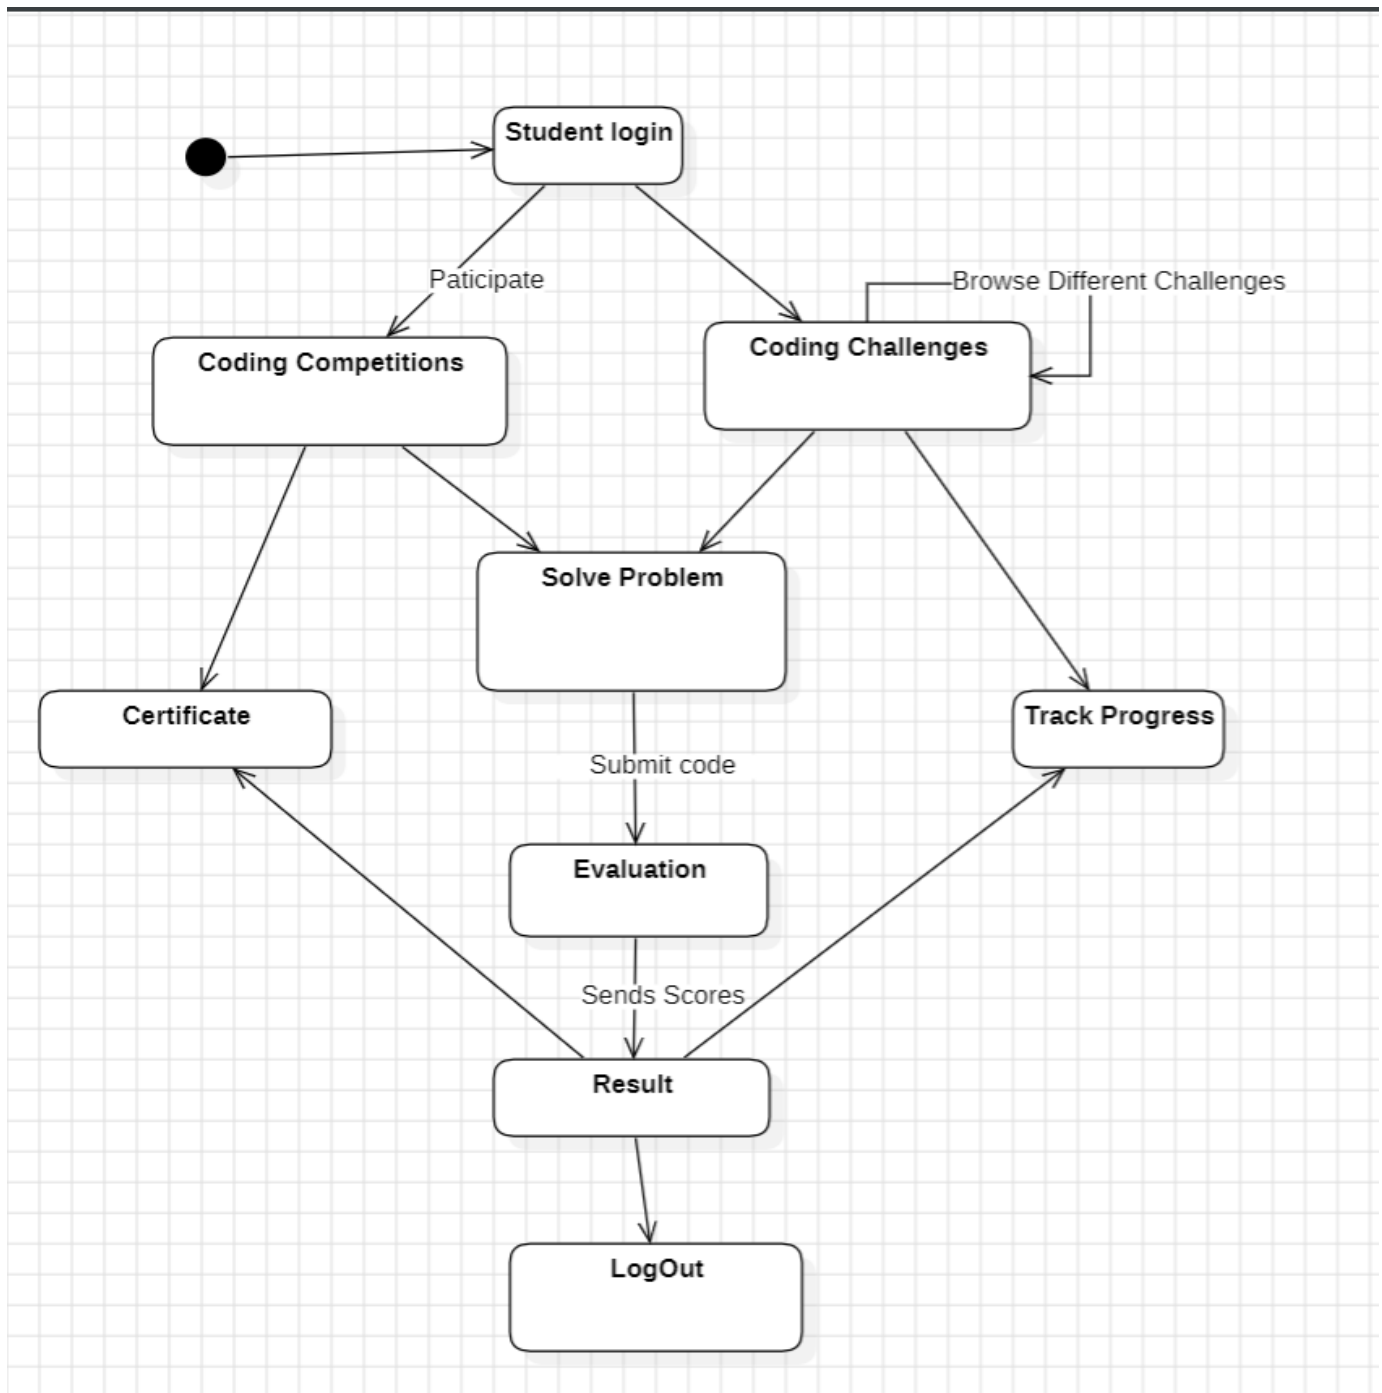 Student login
Paticipate
Browse Different Challenges
Coding Competitions
Coding Challenges
Solve Problem
Certificate
Track Progress
Submit code
Evaluation
Sends Scores
Result
LogOut